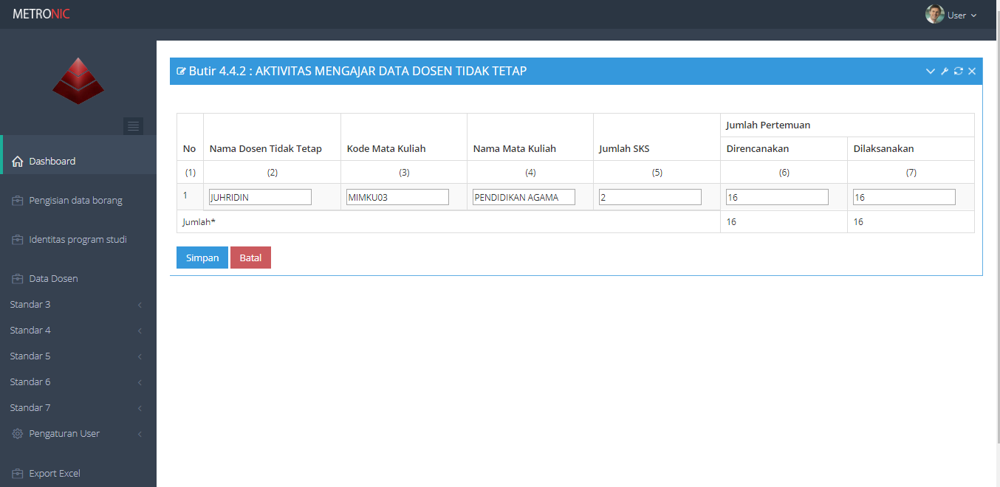 METRONIC
User
Butir 4.4.2 : AKTIVITAS MENGAJAR DATA DOSEN TIDAK TETAP
Dashboard
Pengisian data borang
Identitas program studi
Data Dosen
Standar 3
Standar 4
Standar 5
Standar 6
Standar 7
Pengaturan User
Export Excel
Jumlah Pertemuan
No Nama Dosen Tidak Tetap Kode Mata Kuliah Nama Mata Kuliah Jumlah SKS Direncanakan Dilaksanakan
(1) (2) (3) (4) (5) (6) (7)
1 JUHRIDIN MIMKU03 PENDIDIKAN AGAMA 2 16 16
Jumlah* 16 16
Simpan Batal